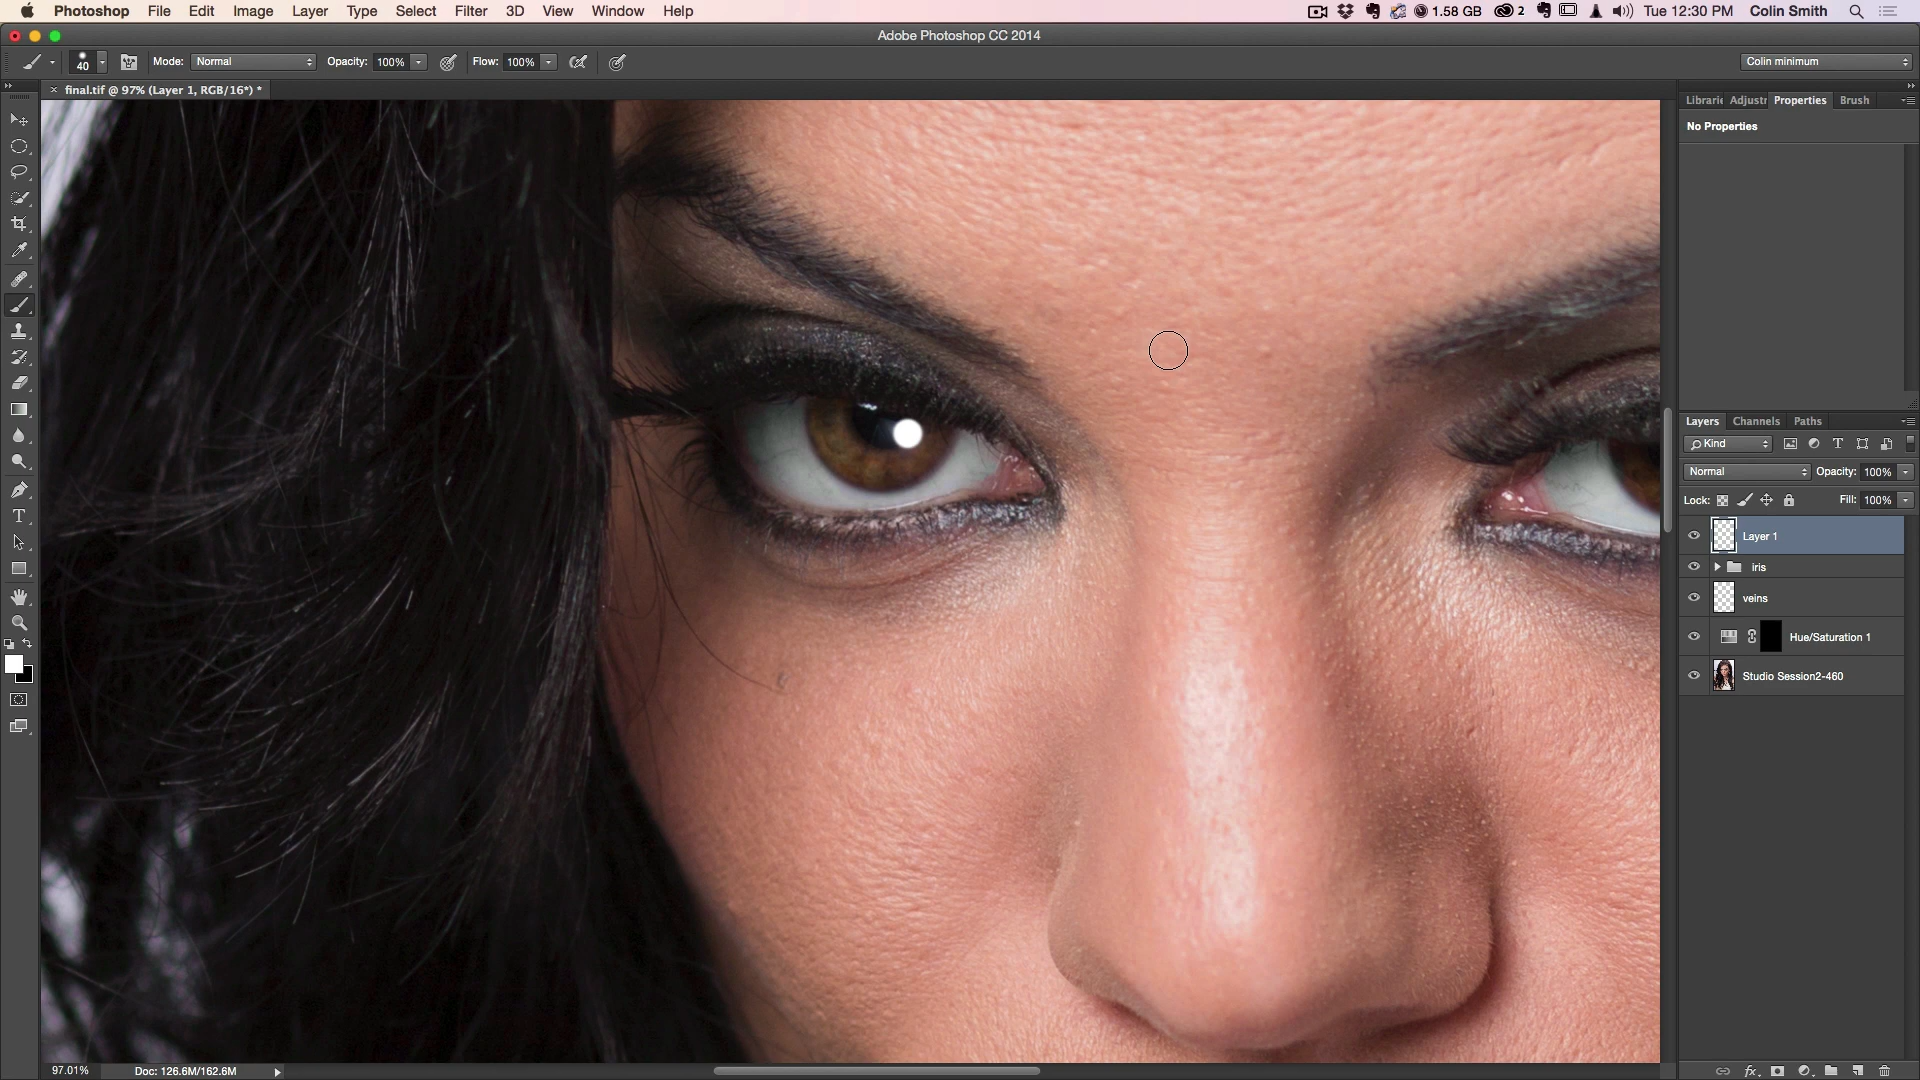 Photoshop File Edit Image Layer Type Select Filter 3D View Window Help 1.58 GB 2 Tue 12:30 PM Colin Smith
Adobe Photoshop CC 2014
40 Mode: Normal Opacity: 100% Flow: 100% Colin minimum
× final.tif @ 97% (Layer 1, RGB/16*) *
Librarie Adjustr Properties Brush
No Properties
Layers Channels Paths
Kind T
Normal Opacity: 100%
Lock: Fill: 100%
Layer 1
iris
veins
Hue/Saturation 1
Studio Session2-460
T
fx
97.01% Doc: 126.6M/162.6M